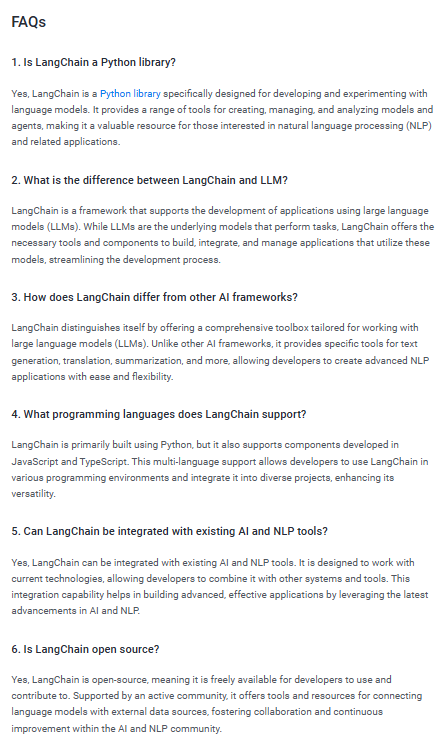 FAQs
1. Is LangChain a Python library?
Yes, LangChain is a Python library specifically designed for developing and experimenting with
language models. It provides a range of tools for creating, managing, and analyzing models and
agents, making it a valuable resource for those interested in natural language processing (NLP)
and related applications.
2. What is the difference between LangChain and LLM?
LangChain is a framework that supports the development of applications using large language
models (LLMs). While LLMs are the underlying models that perform tasks, LangChain offers the
necessary tools and components to build, integrate, and manage applications that utilize these
models, streamlining the development process.
3. How does LangChain differ from other AI frameworks?
LangChain distinguishes itself by offering a comprehensive toolbox tailored for working with
large language models (LLMs). Unlike other AI frameworks, it provides specific tools for text
generation, translation, summarization, and more, allowing developers to create advanced NLP
applications with ease and flexibility.
4. What programming languages does LangChain support?
LangChain is primarily built using Python, but it also supports components developed in
JavaScript and TypeScript. This multi-language support allows developers to use LangChain in
various programming environments and integrate it into diverse projects, enhancing its
versatility.
5. Can LangChain be integrated with existing AI and NLP tools?
Yes, LangChain can be integrated with existing AI and NLP tools. It is designed to work with
current technologies, allowing developers to combine it with other systems and tools. This
integration capability helps in building advanced, effective applications by leveraging the latest
advancements in AI and NLP.
6. Is LangChain open source?
Yes, LangChain is open-source, meaning it is freely available for developers to use and
contribute to. Supported by an active community, it offers tools and resources for connecting
language models with external data sources, fostering collaboration and continuous
improvement within the AI and NLP community.